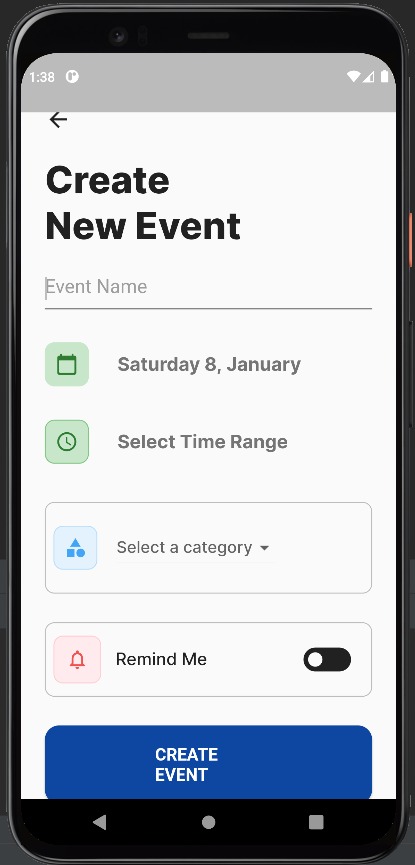 1:38
Create
New Event
Event Name
Saturday 8, January
Select Time Range
Select a category
Remind Me
CREATE
EVENT